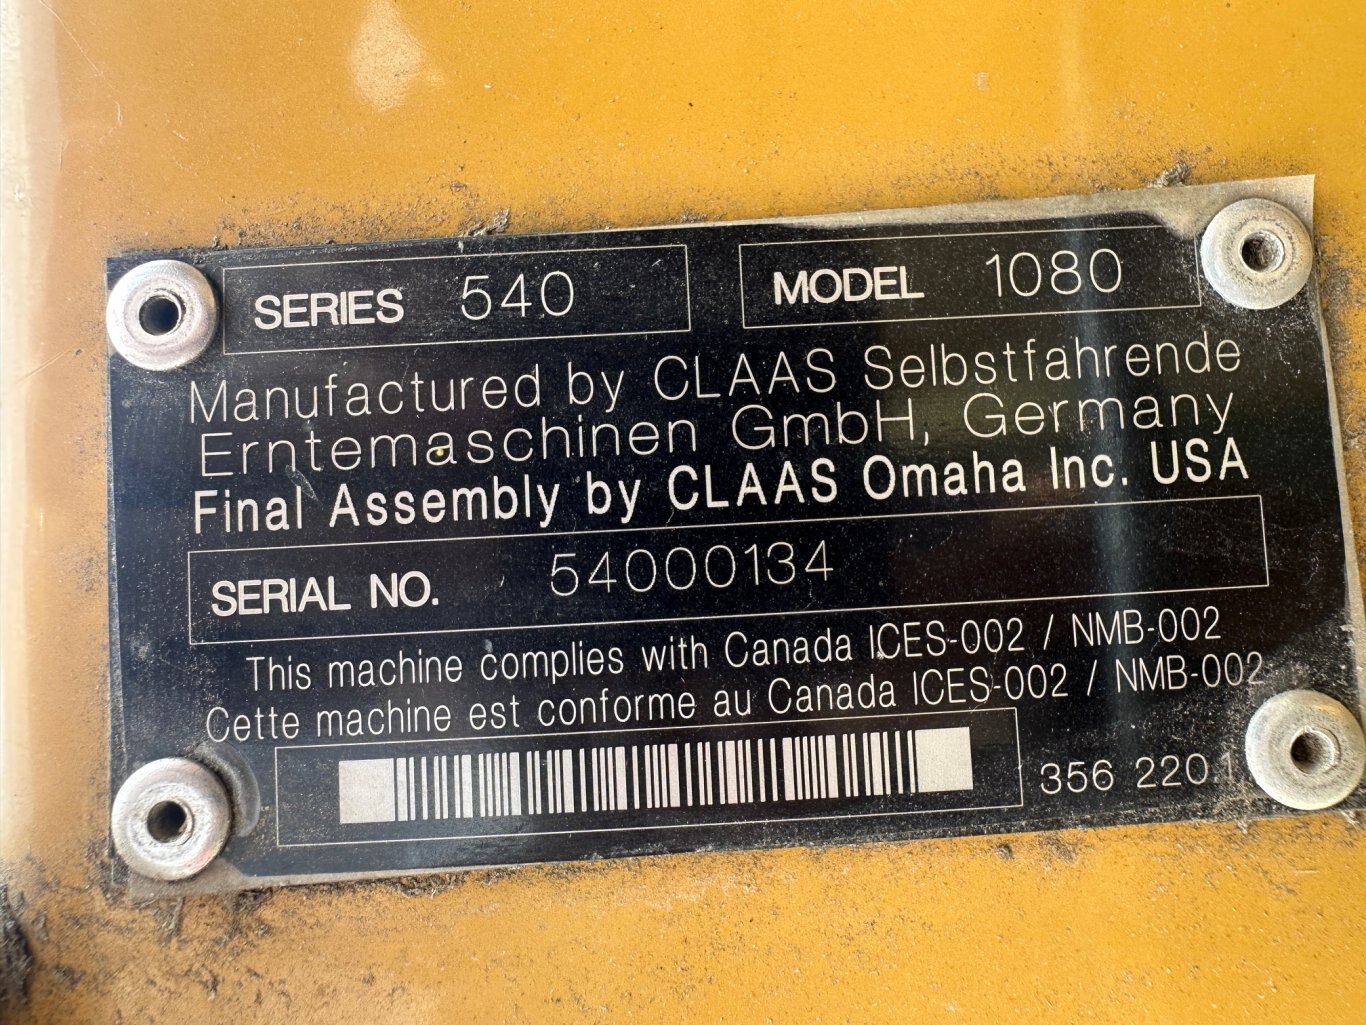 SERIES 540 MODEL 1080
Manufactured by CLAAS Selbstfahrende
Erntemaschinen GmbH, Germany
Final Assembly by CLAAS Omaha Inc. USA
SERIAL NO. 54000134
This machine complies with Canada ICES-002 / NMB-002
Cette machine est conforme au Canada ICES-002 / NMB-002
356 220